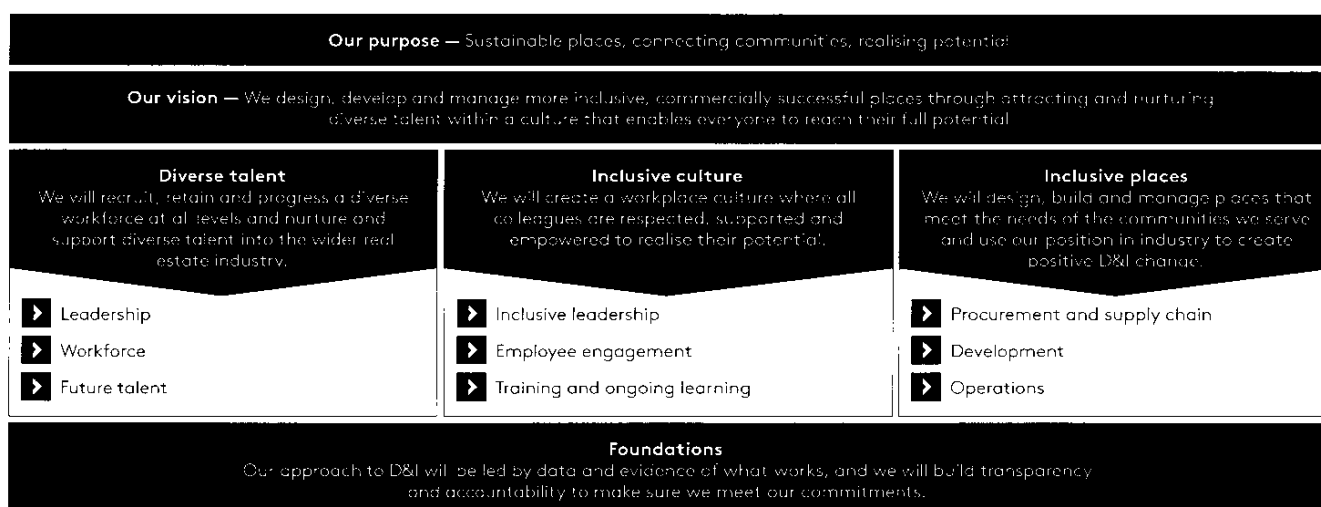 Our purpose — Sustainable places, connecting communities, realising potential
Our vision — We design, develop and manage more inclusive, commercially successful places through attracting and nurturing
diverse talent within a culture that enables everyone to reach their full potential
Diverse talent
We will recruit, retain and progress a diverse
workforce at all levels and nurture and
support diverse talent into the wider real
estate industry.
Leadership
Workforce
Future talent
Inclusive culture
We will create a workplace culture where all
colleagues are respected, supported and
empowered to realise their potential.
Inclusive leadership
Employee engagement
Training and ongoing learning
Inclusive places
We will design, build and manage places that
meet the needs of the communities we serve
and use our position in industry to create
positive D&I change.
Procurement and supply chain
Development
Operations
Foundations
Our approach to D&I will be led by data and evidence of what works, and we will build transparency
and accountability to make sure we meet our commitments.